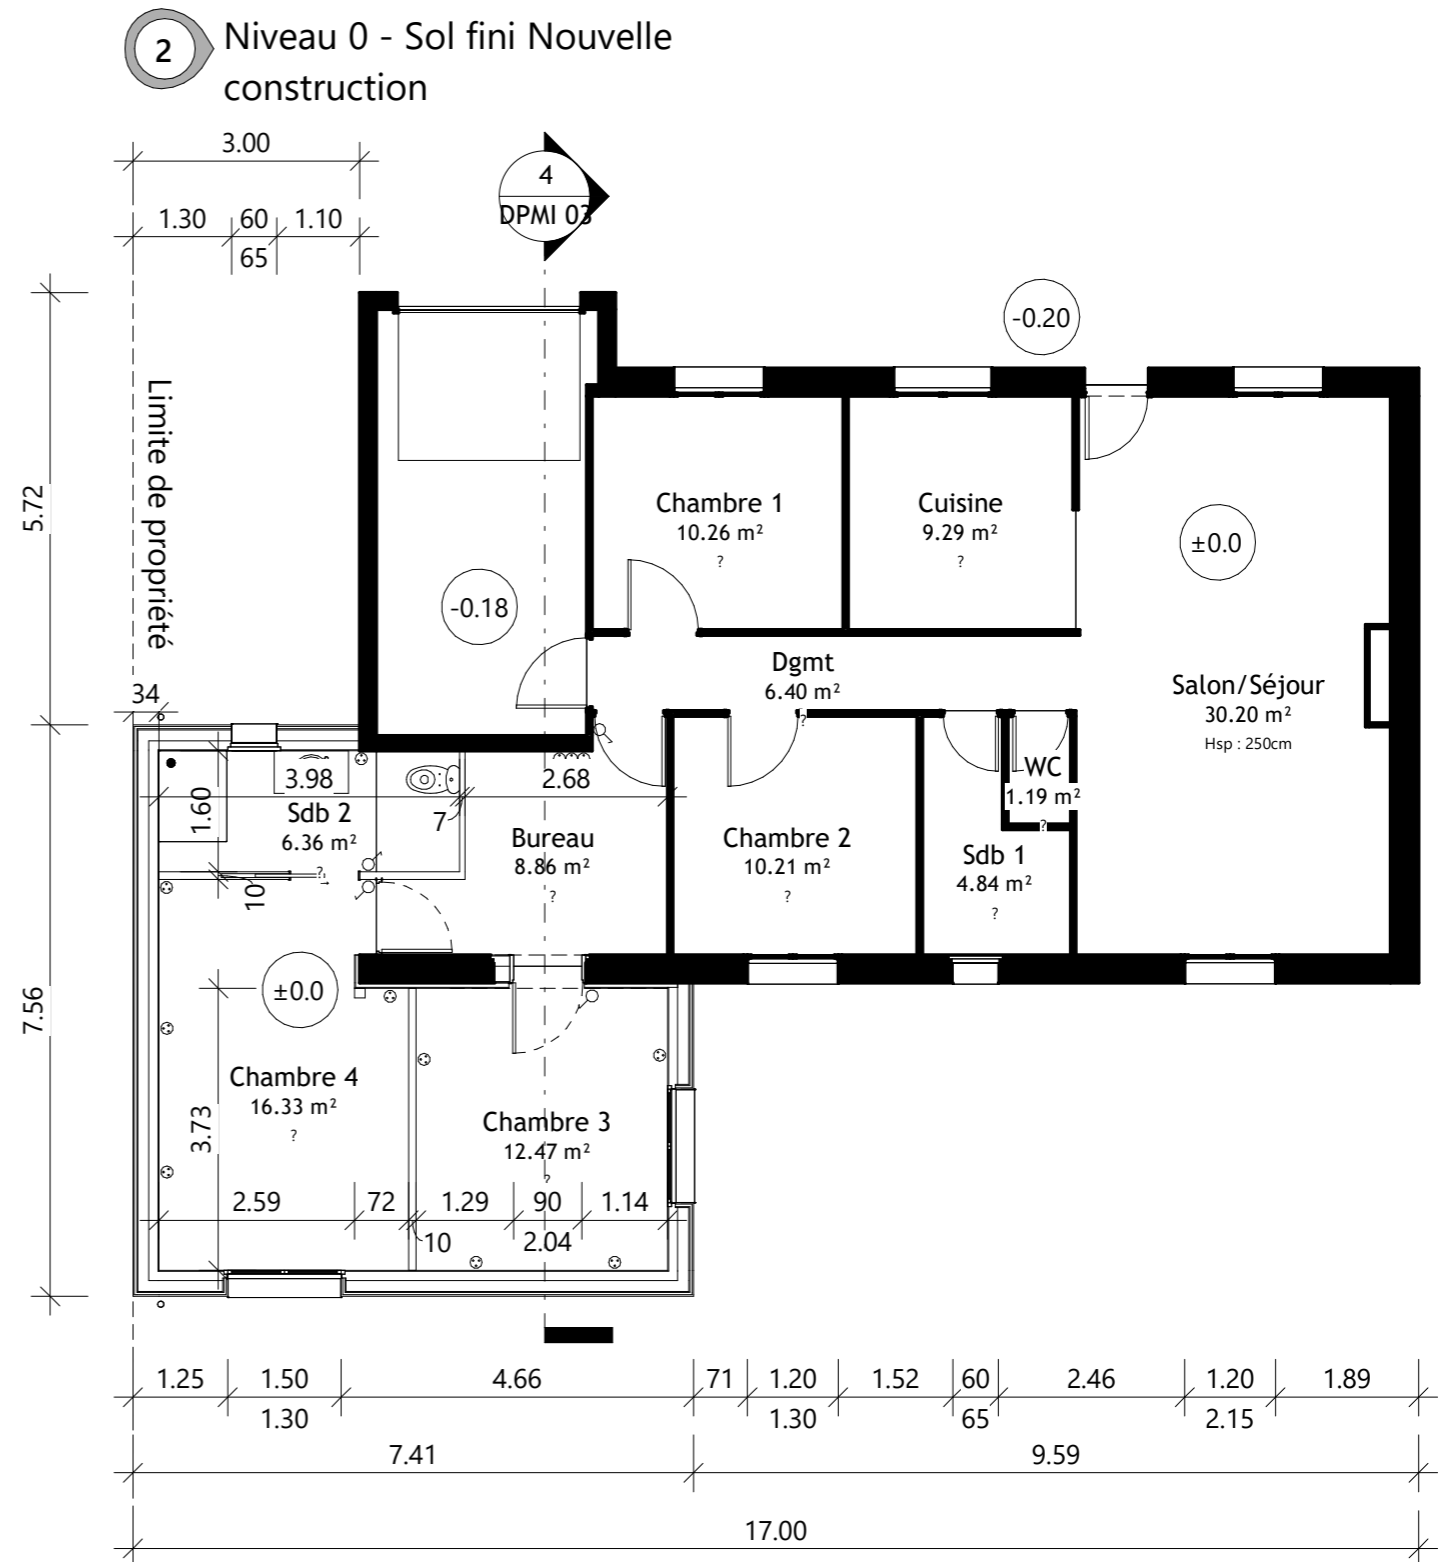 2
Niveau 0 - Sol fini Nouvelle
construction
3.00
4
DPMI 03
1.30 60 1.10
65
-0.20
Limite de propriété
5.72
Chambre 1
10.26 m²
?
Cuisine
9.29 m²
?
±0.0
-0.18
Dgmt
6.40 m²
?
Salon/Séjour
30.20 m²
Hsp : 250cm
34
3.98
2.68
WC
1.19 m²
?
1.60
Sdb 2
6.36 m²
?
7
Bureau
8.86 m²
?
Chambre 2
10.21 m²
?
Sdb 1
4.84 m²
?
10
7.56
±0.0
Chambre 4
16.33 m²
?
3.73
Chambre 3
12.47 m²
?
2.59 72 1.29 90 1.14
10
2.04
1.25 1.50 4.66 71 1.20 1.52 60 2.46 1.20 1.89
1.30 1.30 65 2.15
7.41 9.59
17.00